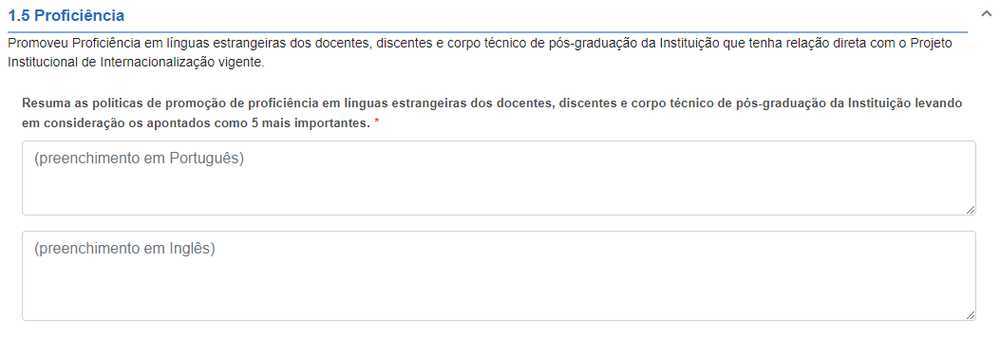 1.5 Proficiência
Promoveu Proficiência em línguas estrangeiras dos docentes, discentes e corpo técnico de pós-graduação da Instituição que tenha relação direta com o Projeto
Institucional de Internacionalização vigente.
Resuma as políticas de promoção de proficiência em línguas estrangeiras dos docentes, discentes e corpo técnico de pós-graduação da Instituição levando
em consideração os apontados como 5 mais importantes. *
(preenchimento em Português)
(preenchimento em Inglês)